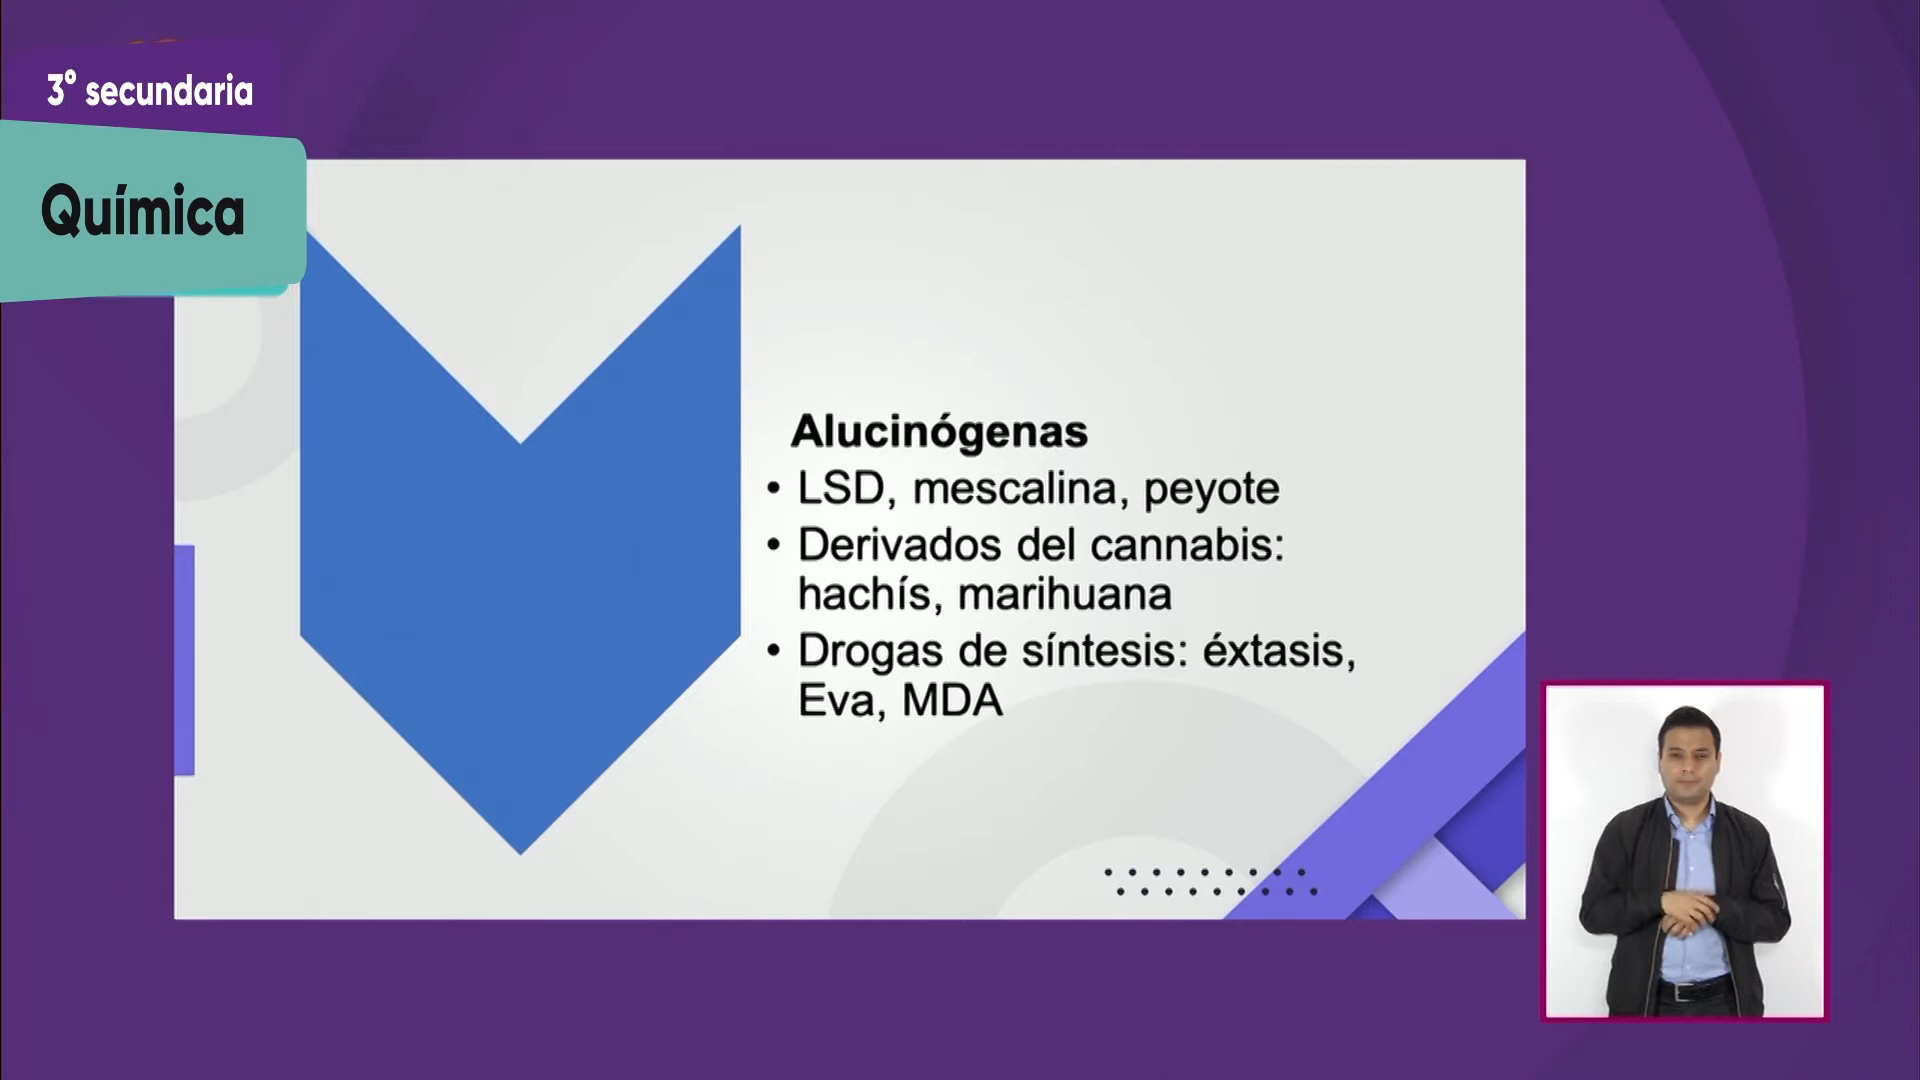 3° secundaria
Química
Alucinógenas
• LSD, mescalina, peyote
• Derivados del cannabis:
hachís, marihuana
• Drogas de síntesis: éxtasis,
Eva, MDA